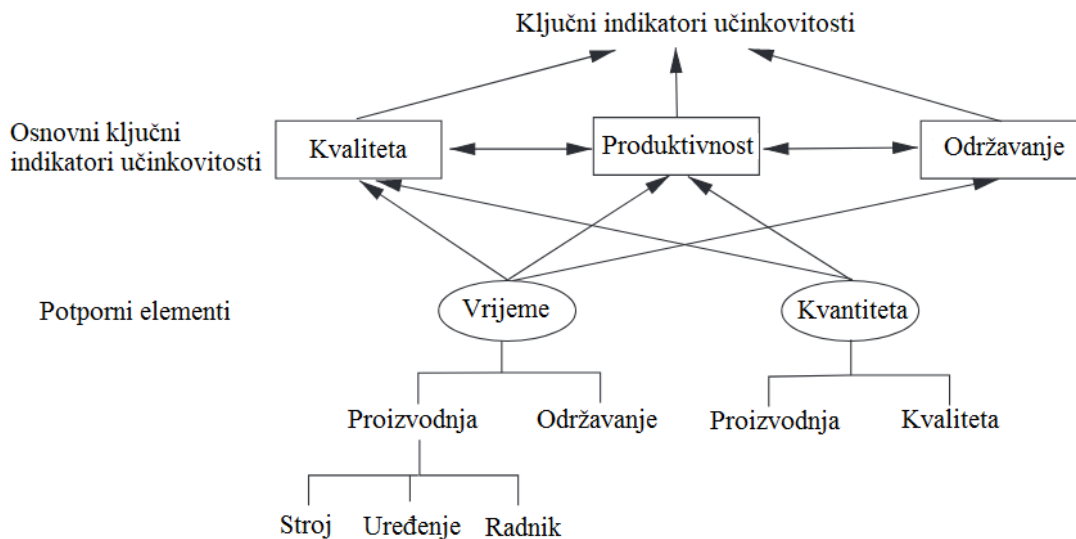 Ključni indikatori učinkovitosti
Osnovni ključni
indikatori učinkovitosti
Kvaliteta
Produktivnost
Održavanje
Potporni elementi
Vrijeme
Kvantiteta
Proizvodnja
Održavanje
Proizvodnja
Kvaliteta
Stroj
Uređenje
Radnik